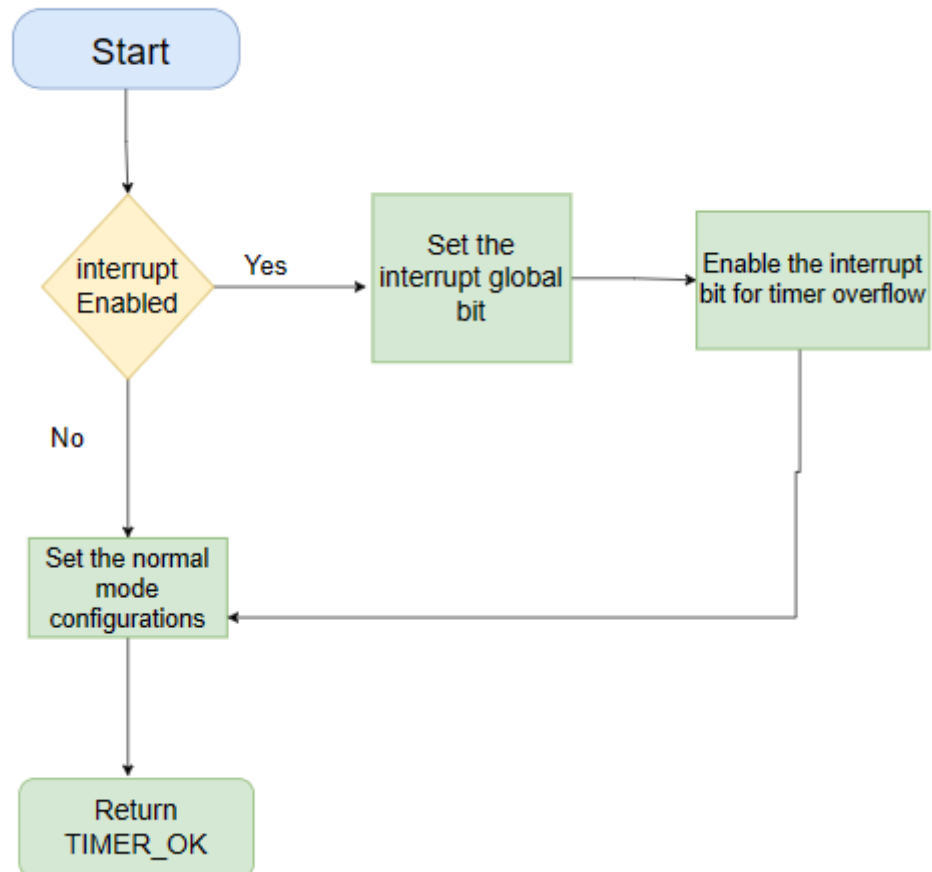 Start
interrupt
Enabled
Yes
Set the
interrupt global
bit
Enable the interrupt
bit for timer overflow
No
Set the normal
mode
configurations
Return
TIMER_OK